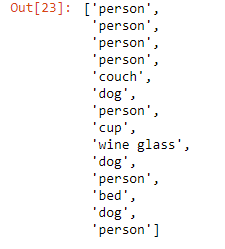 Out[23]: ['person',
'person',
'person',
'person',
'couch',
'dog',
'person',
'cup',
'wine glass',
'dog',
'person',
'bed',
'dog',
'person']